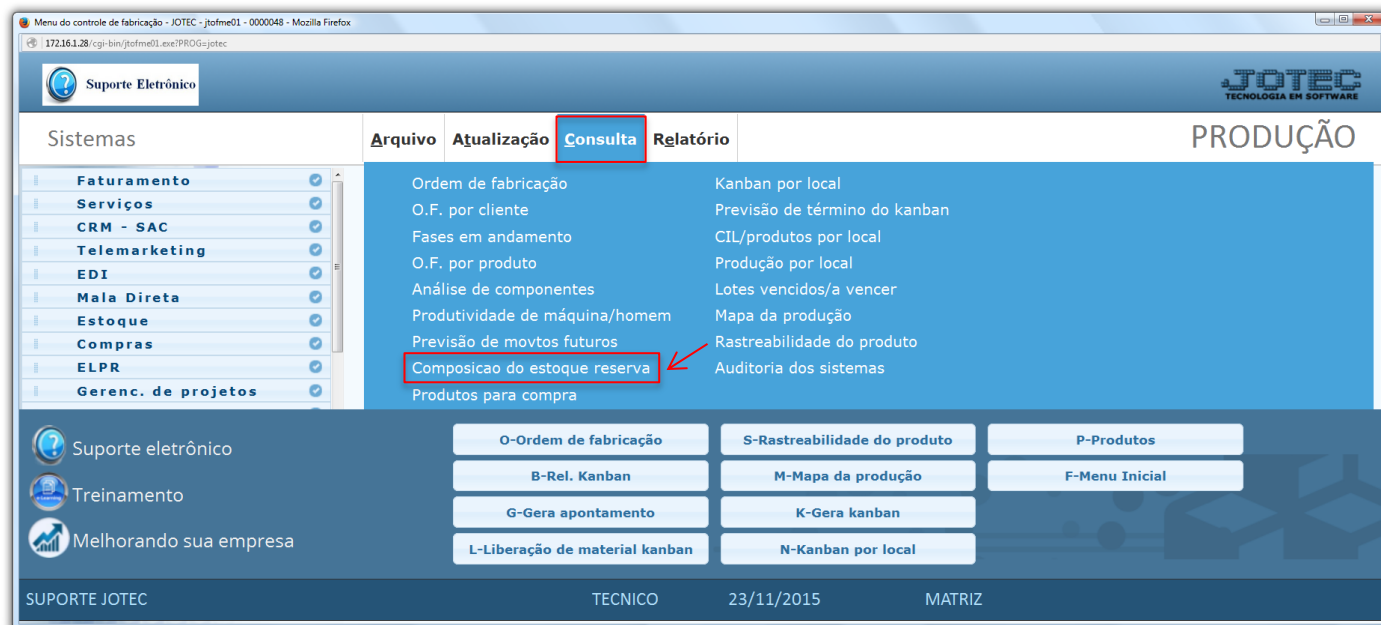 Menu do controle de fabricação - JOTEC - jtofme01 - 0000048 - Mozilla Firefox
172.16.1.28/cgi-bin/jtofme01.exe?PROG=jotec
Suporte Eletrônico
JOTEC
TECNOLOGIA EM SOFTWARE
Sistemas
Arquivo Atualização Consulta Relatório
PRODUÇÃO
Faturamento
Serviços
CRM - SAC
Telemarketing
EDI
Mala Direta
Estoque
Compras
ELPR
Gerenc. de projetos
Ordem de fabricação
O.F. por cliente
Fases em andamento
O.F. por produto
Análise de componentes
Produtividade de máquina/homem
Previsão de movtos futuros
Composicao do estoque reserva
Produtos para compra
Kanban por local
Previsão de término do kanban
CIL/produtos por local
Produção por local
Lotes vencidos/a vencer
Mapa da produção
Rastreabilidade do produto
Auditoria dos sistemas
Suporte eletrônico
Treinamento
Melhorando sua empresa
O-Ordem de fabricação
S-Rastreabilidade do produto
P-Produtos
B-Rel. Kanban
M-Mapa da produção
F-Menu Inicial
G-Gera apontamento
K-Gera kanban
L-Liberação de material kanban
N-Kanban por local
SUPORTE JOTEC TECNICO 23/11/2015 MATRIZ